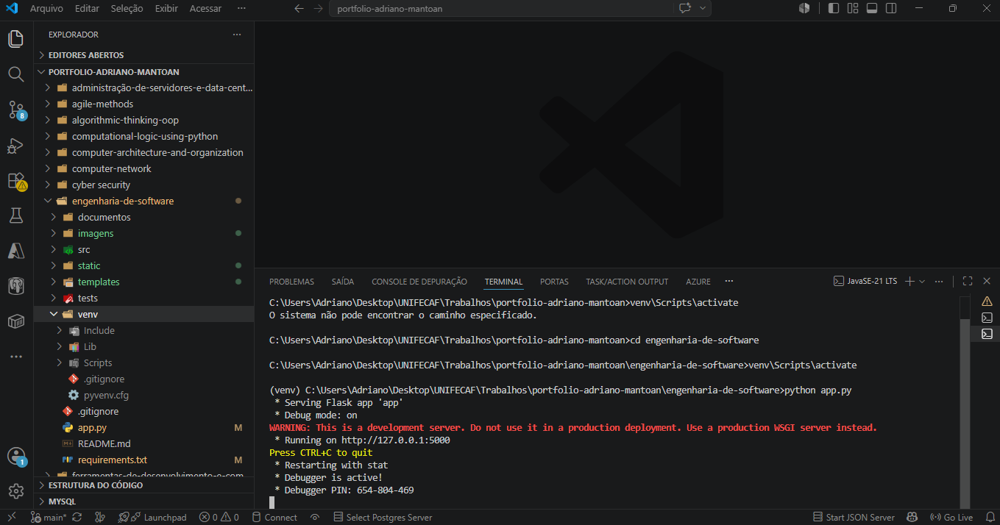 Arquivo Editar Seleção Exibir Acessar ···
portfolio-adriano-mantoan
EXPLORADOR ···
EDITORES ABERTOS
PORTFOLIO-ADRIANO-MANTOAN
administração-de-servidores-e-data-cent...
agile-methods
algorithmic-thinking-oop
computational-logic-using-python
computer-architecture-and-organization
computer-network
cyber security
engenharia-de-software
documentos
imagens
src
static
templates
tests
venv
Include
Lib
Scripts
.gitignore
pyvenv.cfg
.gitignore
app.py M
README.md
requirements.txt M
ferramentas-de-desenvolvimento-e-com
ESTRUTURA DO CÓDIGO
MYSQL
8
1
PROBLEMAS SAÍDA CONSOLE DE DEPURAÇÃO TERMINAL PORTAS TASK/ACTION OUTPUT AZURE ··· JavaSE-21 LTS ···
C:\Users\Adriano\Desktop\UNIFECAF\Trabalhos\portfolio-adriano-mantoan>venv\Scripts\activate
O sistema não pode encontrar o caminho especificado.
C:\Users\Adriano\Desktop\UNIFECAF\Trabalhos\portfolio-adriano-mantoan>cd engenharia-de-software
C:\Users\Adriano\Desktop\UNIFECAF\Trabalhos\portfolio-adriano-mantoan\engenharia-de-software>venv\Scripts\activate
(venv) C:\Users\Adriano\Desktop\UNIFECAF\Trabalhos\portfolio-adriano-mantoan\engenharia-de-software>python app.py
* Serving Flask app 'app'
* Debug mode: on
WARNING: This is a development server. Do not use it in a production deployment. Use a production WSGI server instead.
* Running on http://127.0.0.1:5000
Press CTRL+C to quit
* Restarting with stat
* Debugger is active!
* Debugger PIN: 654-804-469
main* Launchpad 0 0 Connect Select Postgres Server Start JSON Server Go Live